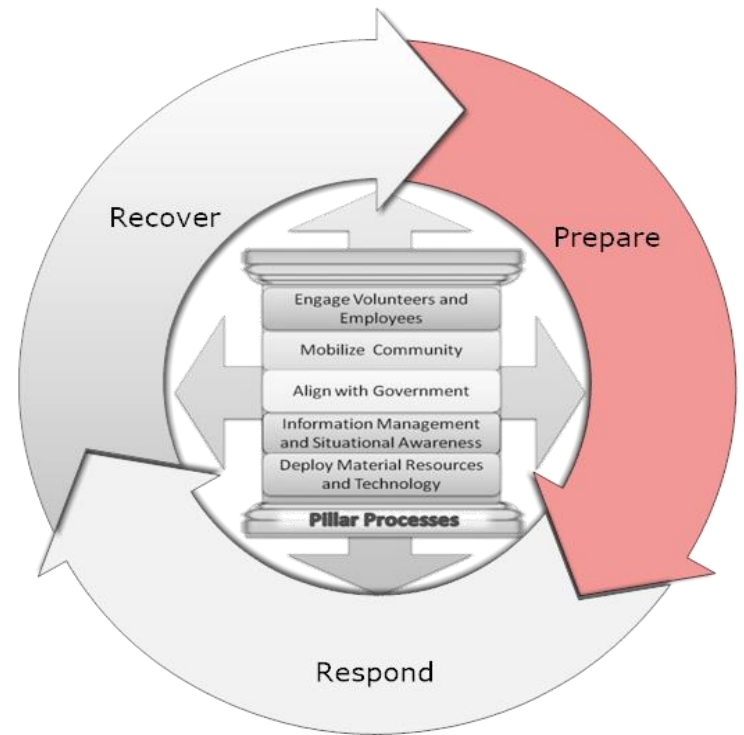 Recover
Prepare
Engage Volunteers and
Employees
Mobilize Community
Align with Government
Information Management
and Situational Awareness
Deploy Material Resources
and Technology
Pillar Processes
Respond